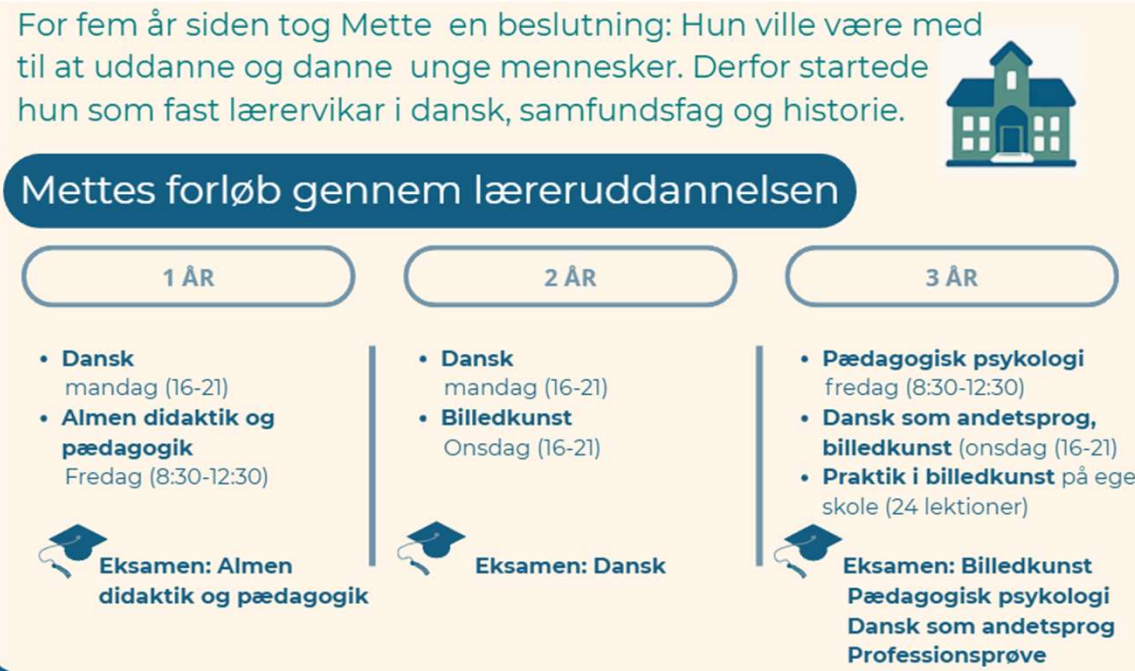 For fem år siden tog Mette en beslutning: Hun ville være med
til at uddanne og danne unge mennesker. Derfor startede
hun som fast lærervikar i dansk, samfundsfag og historie.
Mettes forløb gennem læreruddannelsen
1 ÅR
• Dansk
mandag (16-21)
• Almen didaktik og
pædagogik
Fredag (8:30-12:30)
Eksamen: Almen
didaktik og pædagogik
2 ÅR
• Dansk
mandag (16-21)
• Billedkunst
Onsdag (16-21)
Eksamen: Dansk
3 ÅR
• Pædagogisk psykologi
fredag (8:30-12:30)
• Dansk som andetsprog,
billedkunst (onsdag (16-21)
• Praktik i billedkunst på ege
skole (24 lektioner)
Eksamen: Billedkunst
Pædagogisk psykologi
Dansk som andetsprog
Professionsprøve